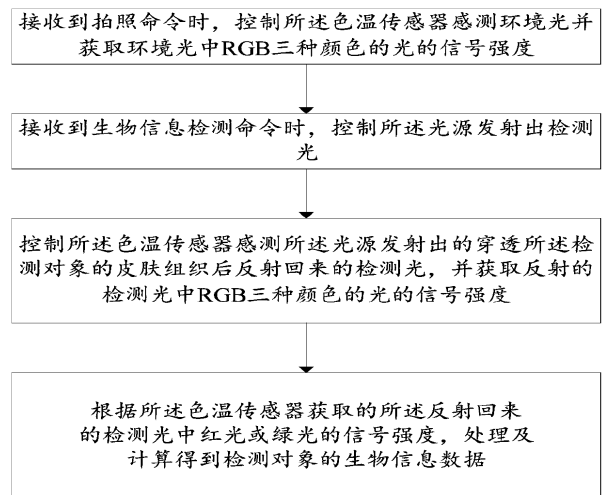 接收到拍照命令时，控制所述色温传感器感测环境光并
获取环境光中RGB三种颜色的光的信号强度
接收到生物信息检测命令时，控制所述光源发射出检测
光
控制所述色温传感器感测所述光源发射出的穿透所述检
测对象的皮肤组织后反射回来的检测光，并获取反射的
检测光中RGB三种颜色的光的信号强度
根据所述色温传感器获取的所述反射回来
的检测光中红光或绿光的信号强度，处理及
计算得到检测对象的生物信息数据